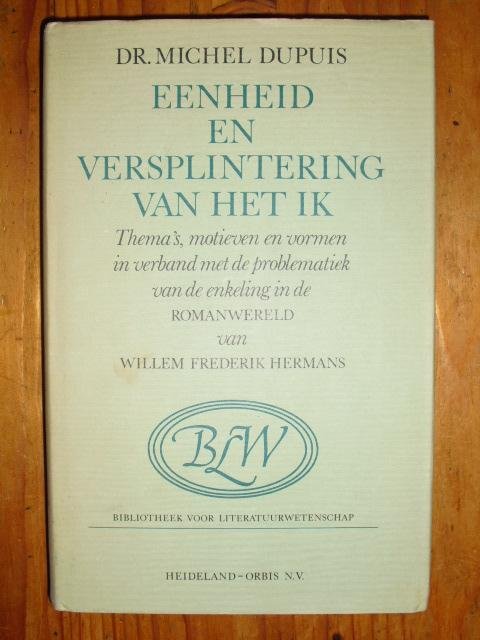 DR. MICHEL DUPUIS
EENHEID
EN
VERSPLINTERING
VAN HET IK
Thema's, motieven en vormen
in verband met de problematiek
van de enkeling in de
ROMANWERELD
van
WILLEM FREDERIK HERMANS
BLW
BIBLIOTHEEK VOOR LITERATUURWETENSCHAP
HEIDELAND-ORBIS N.V.